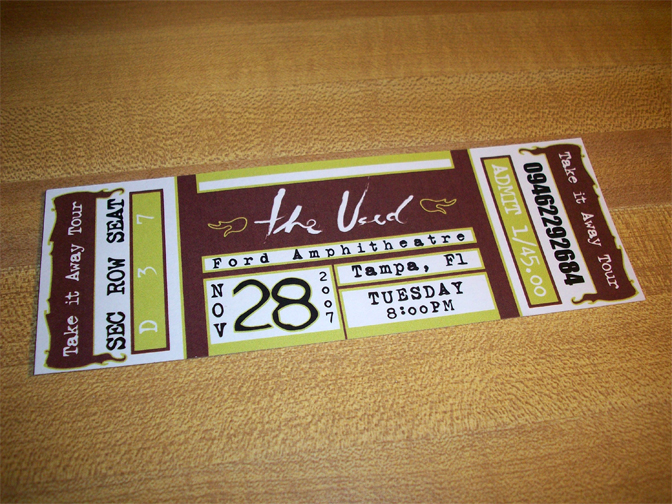 Take it Away Tour
SEC ROW SEAT
D 3 7
the Used
Ford Amphitheatre
NOV
28
2007
Tampa, Fl
TUESDAY
8:00PM
ADMIT 1/45.00
09462292684
Take it Away Tour